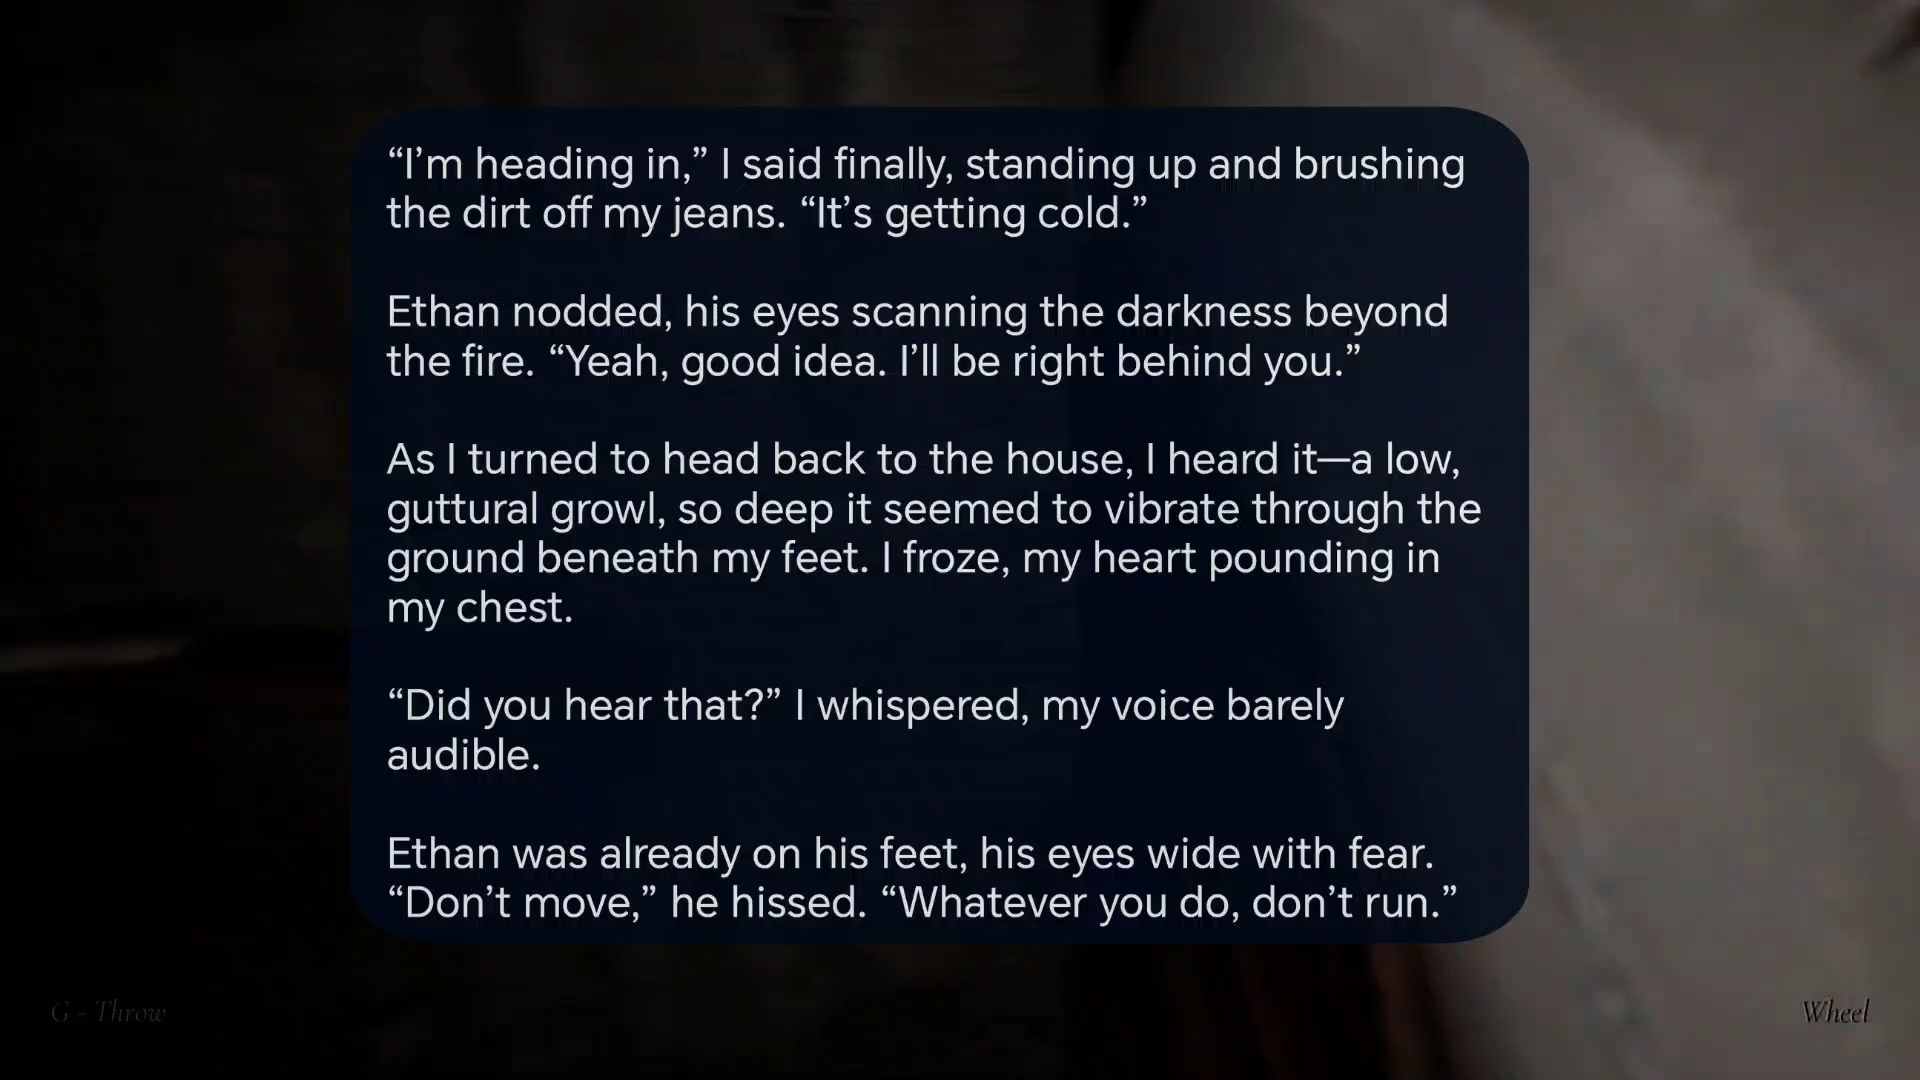 “I’m heading in,” I said finally, standing up and brushing
the dirt off my jeans. “It’s getting cold.”
Ethan nodded, his eyes scanning the darkness beyond
the fire. “Yeah, good idea. I’ll be right behind you.”
As I turned to head back to the house, I heard it—a low,
guttural growl, so deep it seemed to vibrate through the
ground beneath my feet. I froze, my heart pounding in
my chest.
“Did you hear that?” I whispered, my voice barely
audible.
Ethan was already on his feet, his eyes wide with fear.
“Don’t move,” he hissed. “Whatever you do, don’t run.”
G - Throw
Wheel